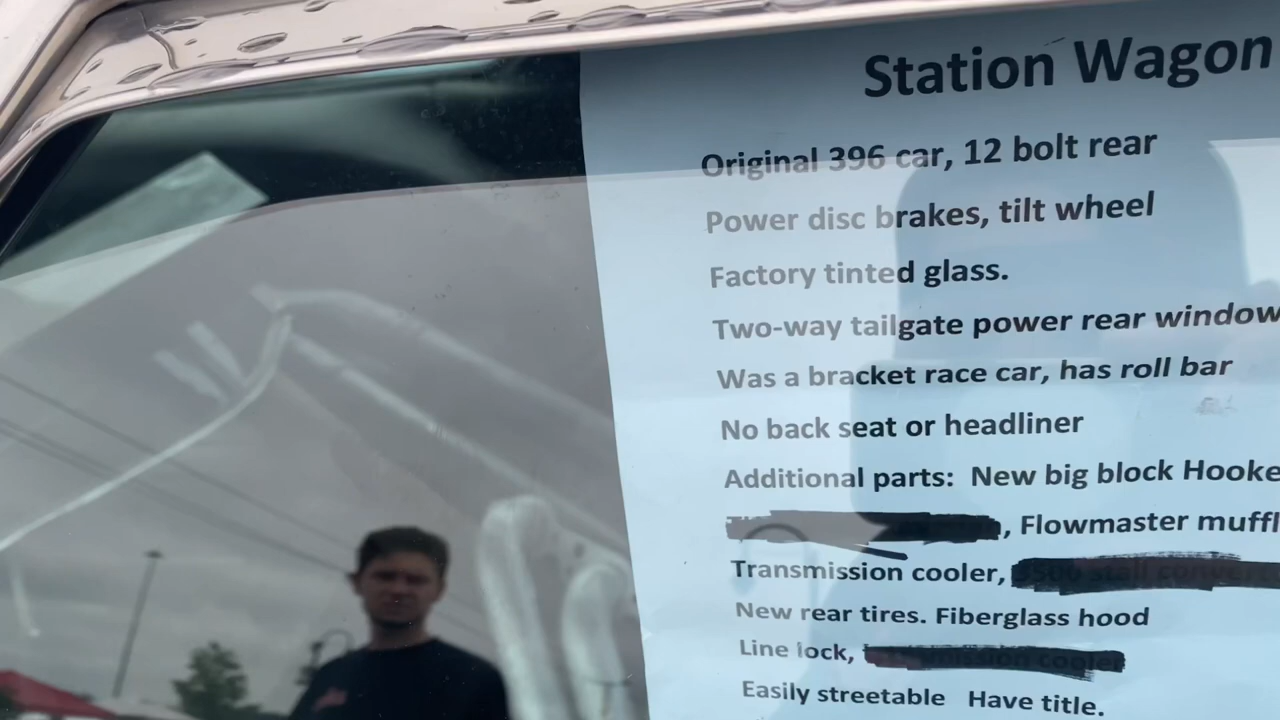 Station Wagon
Original 396 car, 12 bolt rear
Power disc brakes, tilt wheel
Factory tinted glass.
Two-way tailgate power rear window
Was a bracket race car, has roll bar
No back seat or headliner
Additional parts: New big block Hooke
, Flowmaster muffl
Transmission cooler,
New rear tires. Fiberglass hood
Line lock,
Easily streetable Have title.